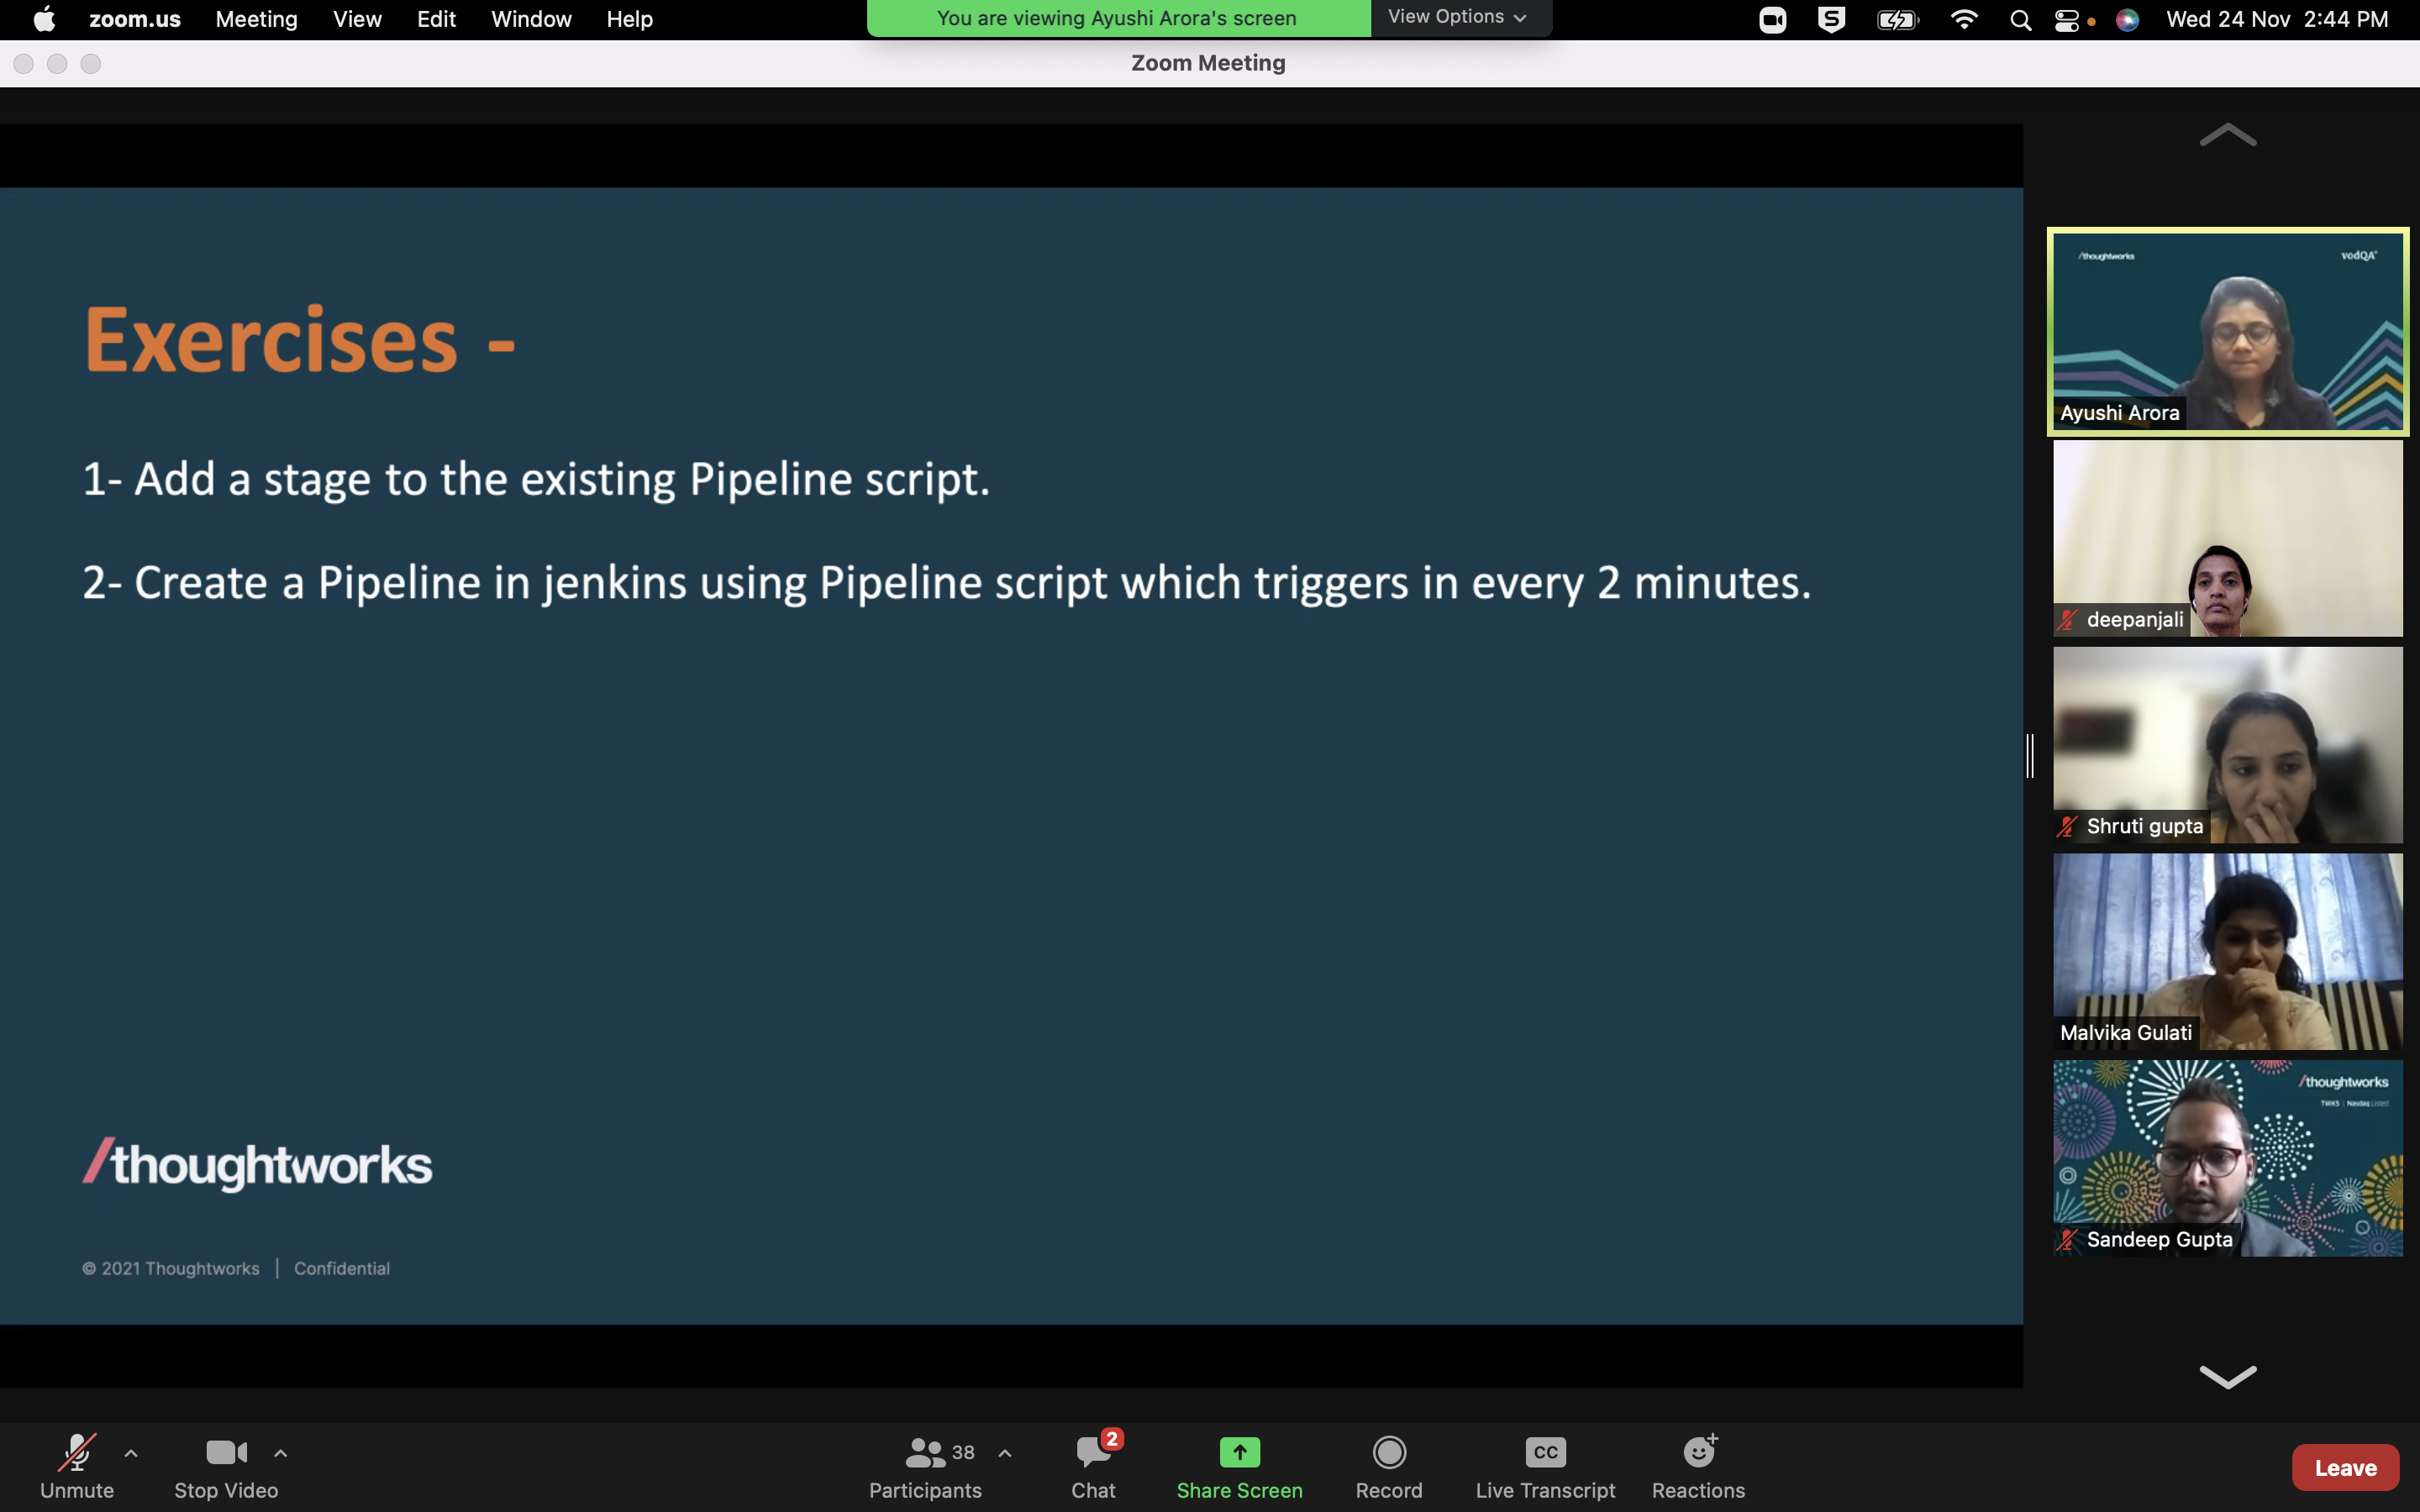 zoom.us Meeting View Edit Window Help
You are viewing Ayushi Arora's screen View Options
Wed 24 Nov 2:44 PM
Zoom Meeting
Exercises -
1- Add a stage to the existing Pipeline script.
2- Create a Pipeline in jenkins using Pipeline script which triggers in every 2 minutes.
/thoughtworks
© 2021 Thoughtworks | Confidential
/thoughtworks vodQA
Ayushi Arora
deepanjali
Shruti gupta
Malvika Gulati
/thoughtworks
TWKS | Nasdaq Listed
Sandeep Gupta
Unmute
Stop Video
38
Participants
2
Chat
Share Screen
Record
CC
Live Transcript
Reactions
Leave